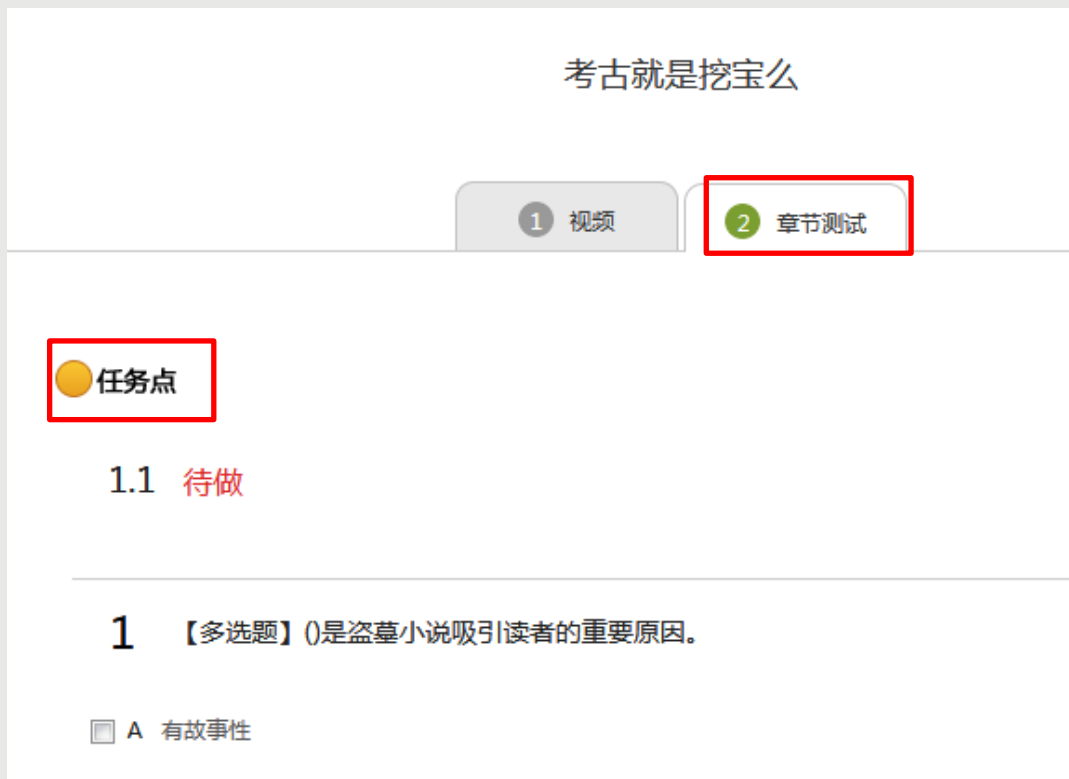 考古就是挖宝么
1 视频
2 章节测试
任务点
1.1 待做
1 【多选题】()是盗墓小说吸引读者的重要原因。
A 有故事性